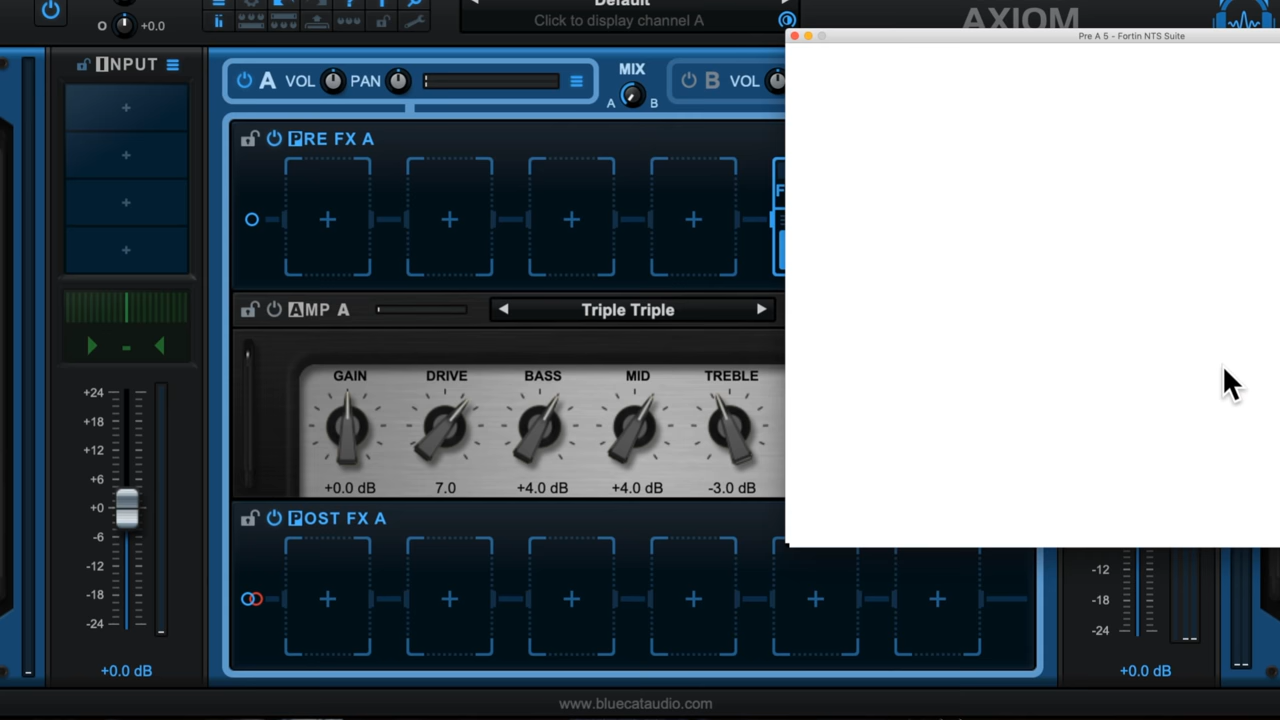 Default
O +0.0
Click to display channel A
AXIOM
Pre A 5 - Fortin NTS Suite
INPUT
A VOL PAN
MIX
A B
B VOL
PRE FX A
F
AMP A
Triple Triple
GAIN DRIVE BASS MID TREBLE
+0.0 dB 7.0 +4.0 dB +4.0 dB -3.0 dB
+24
+18
+12
+6
+0
-6
-12
-18
-24
+0.0 dB
POST FX A
-12
-18
-24
+0.0 dB
www.bluecataudio.com